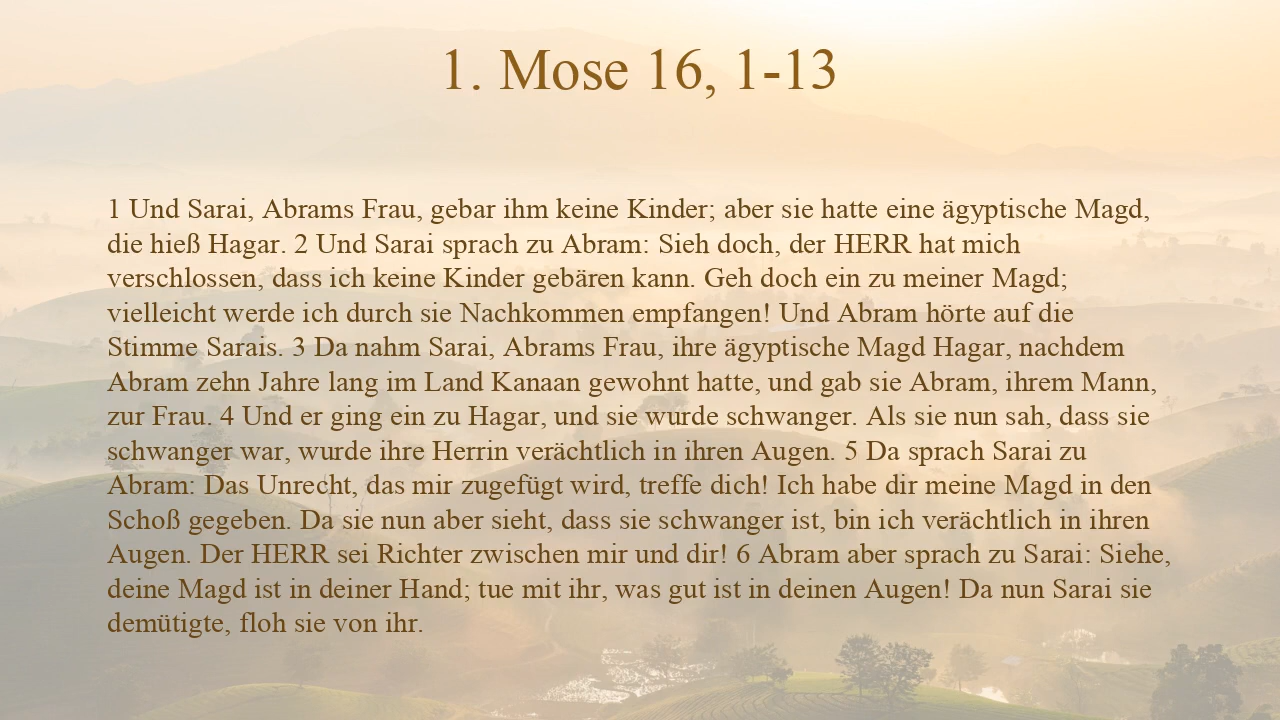 1. Mose 16, 1-13
1 Und Sarai, Abrams Frau, gebar ihm keine Kinder; aber sie hatte eine ägyptische Magd,
die hieß Hagar. 2 Und Sarai sprach zu Abram: Sieh doch, der HERR hat mich
verschlossen, dass ich keine Kinder gebären kann. Geh doch ein zu meiner Magd;
vielleicht werde ich durch sie Nachkommen empfangen! Und Abram hörte auf die
Stimme Sarais. 3 Da nahm Sarai, Abrams Frau, ihre ägyptische Magd Hagar, nachdem
Abram zehn Jahre lang im Land Kanaan gewohnt hatte, und gab sie Abram, ihrem Mann,
zur Frau. 4 Und er ging ein zu Hagar, und sie wurde schwanger. Als sie nun sah, dass sie
schwanger war, wurde ihre Herrin verächtlich in ihren Augen. 5 Da sprach Sarai zu
Abram: Das Unrecht, das mir zugefügt wird, treffe dich! Ich habe dir meine Magd in den
Schoß gegeben. Da sie nun aber sieht, dass sie schwanger ist, bin ich verächtlich in ihren
Augen. Der HERR sei Richter zwischen mir und dir! 6 Abram aber sprach zu Sarai: Siehe,
deine Magd ist in deiner Hand; tue mit ihr, was gut ist in deinen Augen! Da nun Sarai sie
demütigte, floh sie von ihr.